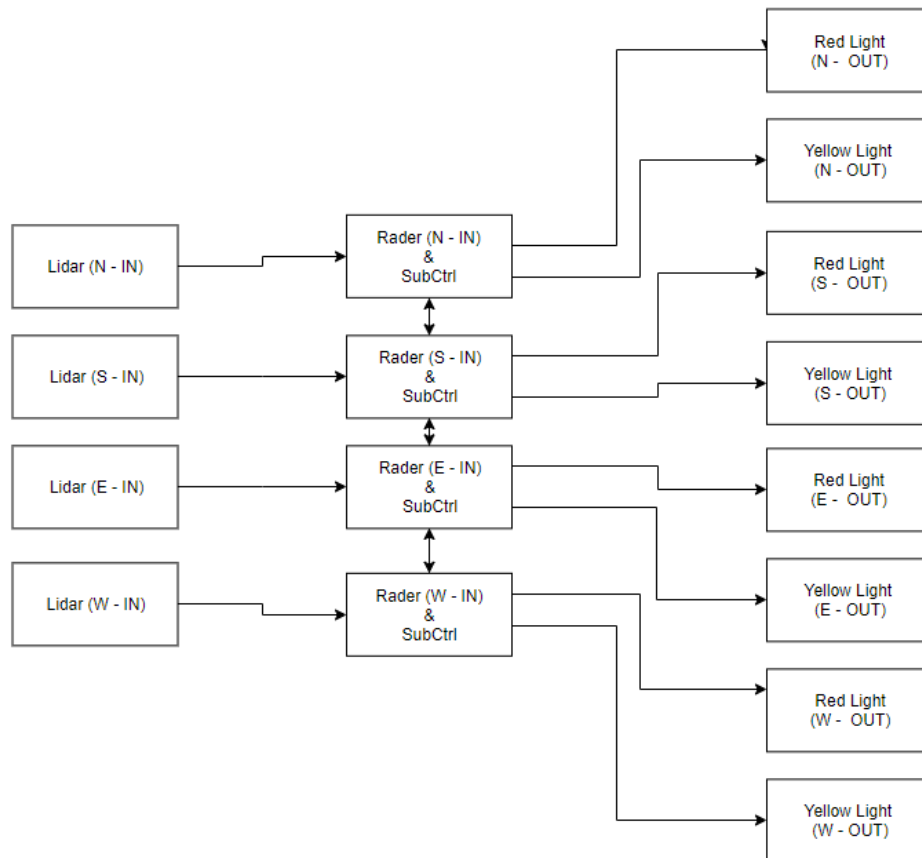 Red Light
(N -  OUT)
Yellow Light
(N - OUT)
Lidar (N - IN)
Rader (N - IN)
&
SubCtrl
Red Light
(S -  OUT)
Lidar (S - IN)
Rader (S - IN)
&
SubCtrl
Yellow Light
(S - OUT)
Lidar (E - IN)
Rader (E - IN)
&
SubCtrl
Red Light
(E -  OUT)
Lidar (W - IN)
Rader (W - IN)
&
SubCtrl
Yellow Light
(E - OUT)
Red Light
(W -  OUT)
Yellow Light
(W - OUT)